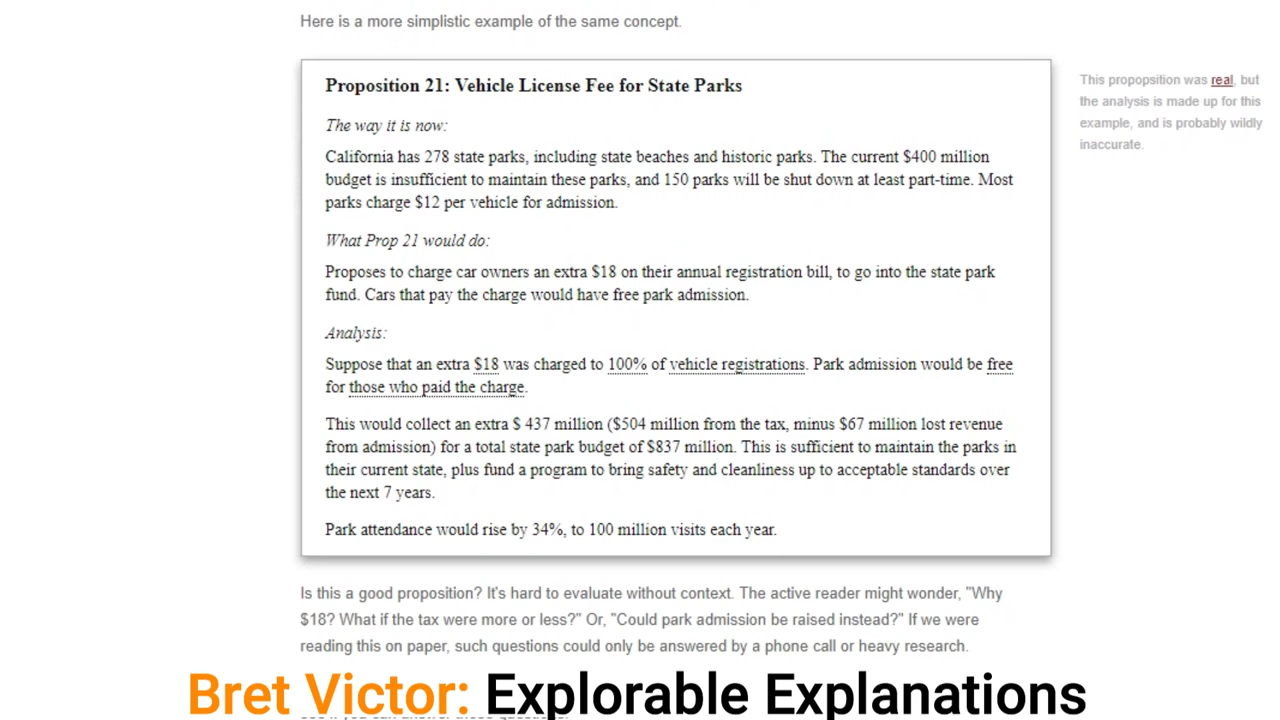 Here is a more simplistic example of the same concept.
Proposition 21: Vehicle License Fee for State Parks
The way it is now:
California has 278 state parks, including state beaches and historic parks. The current $400 million
budget is insufficient to maintain these parks, and 150 parks will be shut down at least part-time. Most
parks charge $12 per vehicle for admission.
What Prop 21 would do:
Proposes to charge car owners an extra $18 on their annual registration bill, to go into the state park
fund. Cars that pay the charge would have free park admission.
Analysis:
Suppose that an extra $18 was charged to 100% of vehicle registrations. Park admission would be free
for those who paid the charge.
This would collect an extra $ 437 million ($504 million from the tax, minus $67 million lost revenue
from admission) for a total state park budget of $837 million. This is sufficient to maintain the parks in
their current state, plus fund a program to bring safety and cleanliness up to acceptable standards over
the next 7 years.
Park attendance would rise by 34%, to 100 million visits each year.
This propopsition was real, but
the analysis is made up for this
example, and is probably wildly
inaccurate.
Is this a good proposition? It's hard to evaluate without context. The active reader might wonder, "Why
$18? What if the tax were more or less?" Or, "Could park admission be raised instead?" If we were
reading this on paper, such questions could only be answered by a phone call or heavy research.
Bret Victor: Explorable Explanations